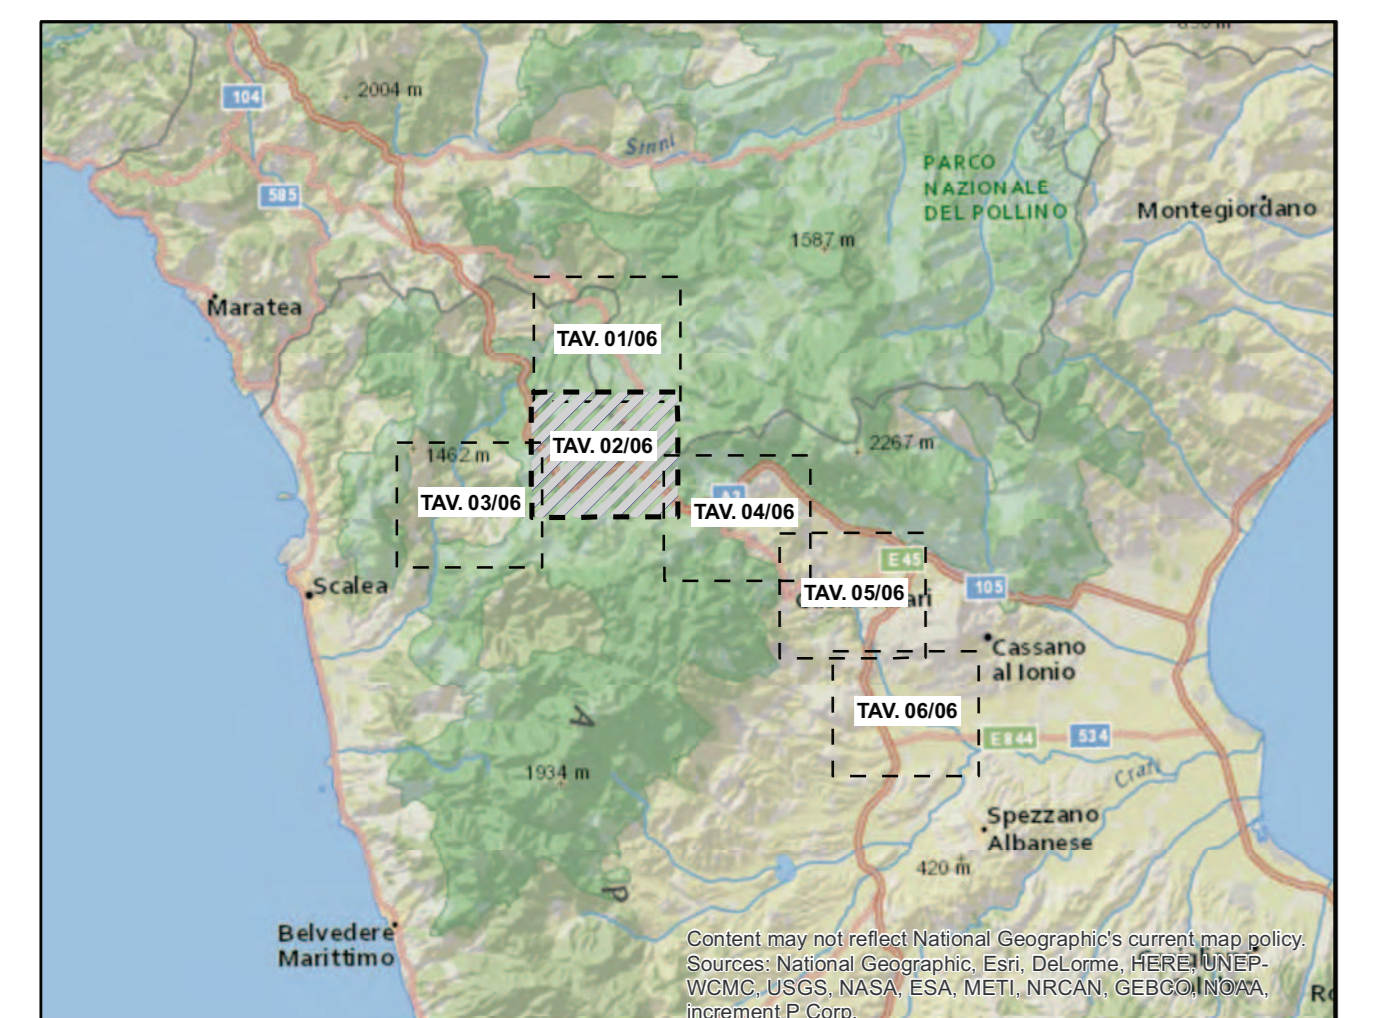 104
2004 m
Sinni
585
PARCO
NAZIONALE
DEL POLLINO
Montegiordano
1587 m
Maratea
TAV. 01/06
TAV. 02/06
2267 m
1462 m
TAV. 03/06
TAV. 04/06
E45
105
Scalea
TAV. 05/06
Cassano
al Ionio
TAV. 06/06
E844
534
A
1934 m
Crati
Spezzano
Albanese
420 m
P
Belvedere
Marittimo
Content may not reflect National Geographic's current map policy.
Sources: National Geographic, Esri, DeLorme, HERE, UNEP-
WCMC, USGS, NASA, ESA, METI, NRCAN, GEBCO, NOAA,
increment P Corp.